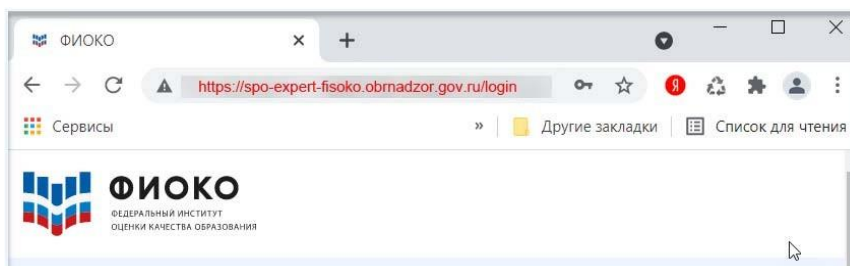 ФИОКО
https://spo-expert-fisoko.obrnadzor.gov.ru/login
Я
Сервисы » Другие закладки Список для чтения
ФИОКО
ФЕДЕРАЛЬНЫЙ ИНСТИТУТ
ОЦЕНКИ КАЧЕСТВА ОБРАЗОВАНИЯ